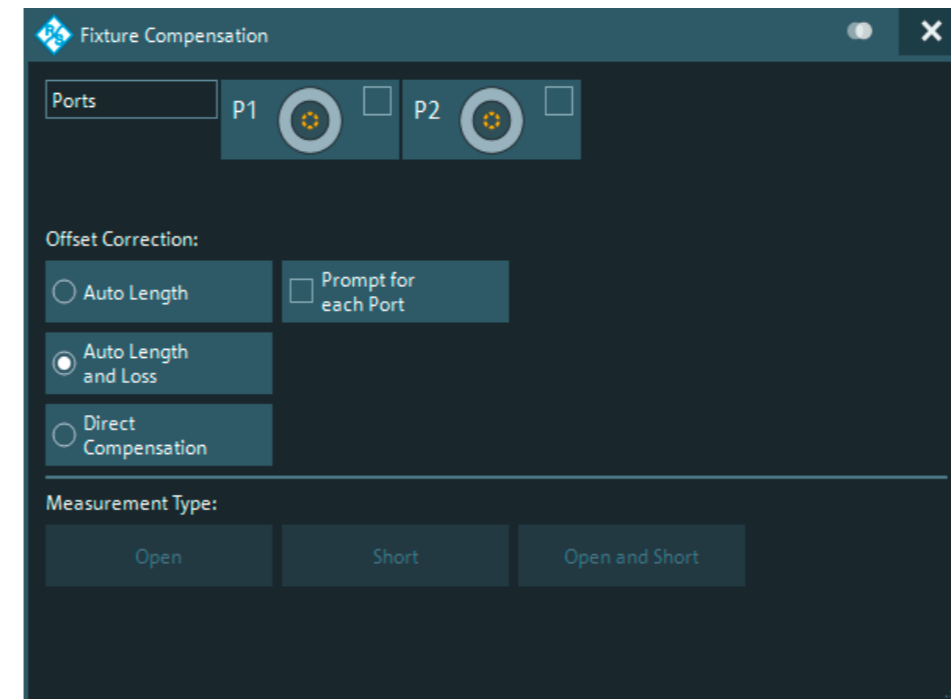 R&S Fixture Compensation
Ports
P1
P2
Offset Correction:
Auto Length
Prompt for
each Port
Auto Length
and Loss
Direct
Compensation
Measurement Type:
Open
Short
Open and Short